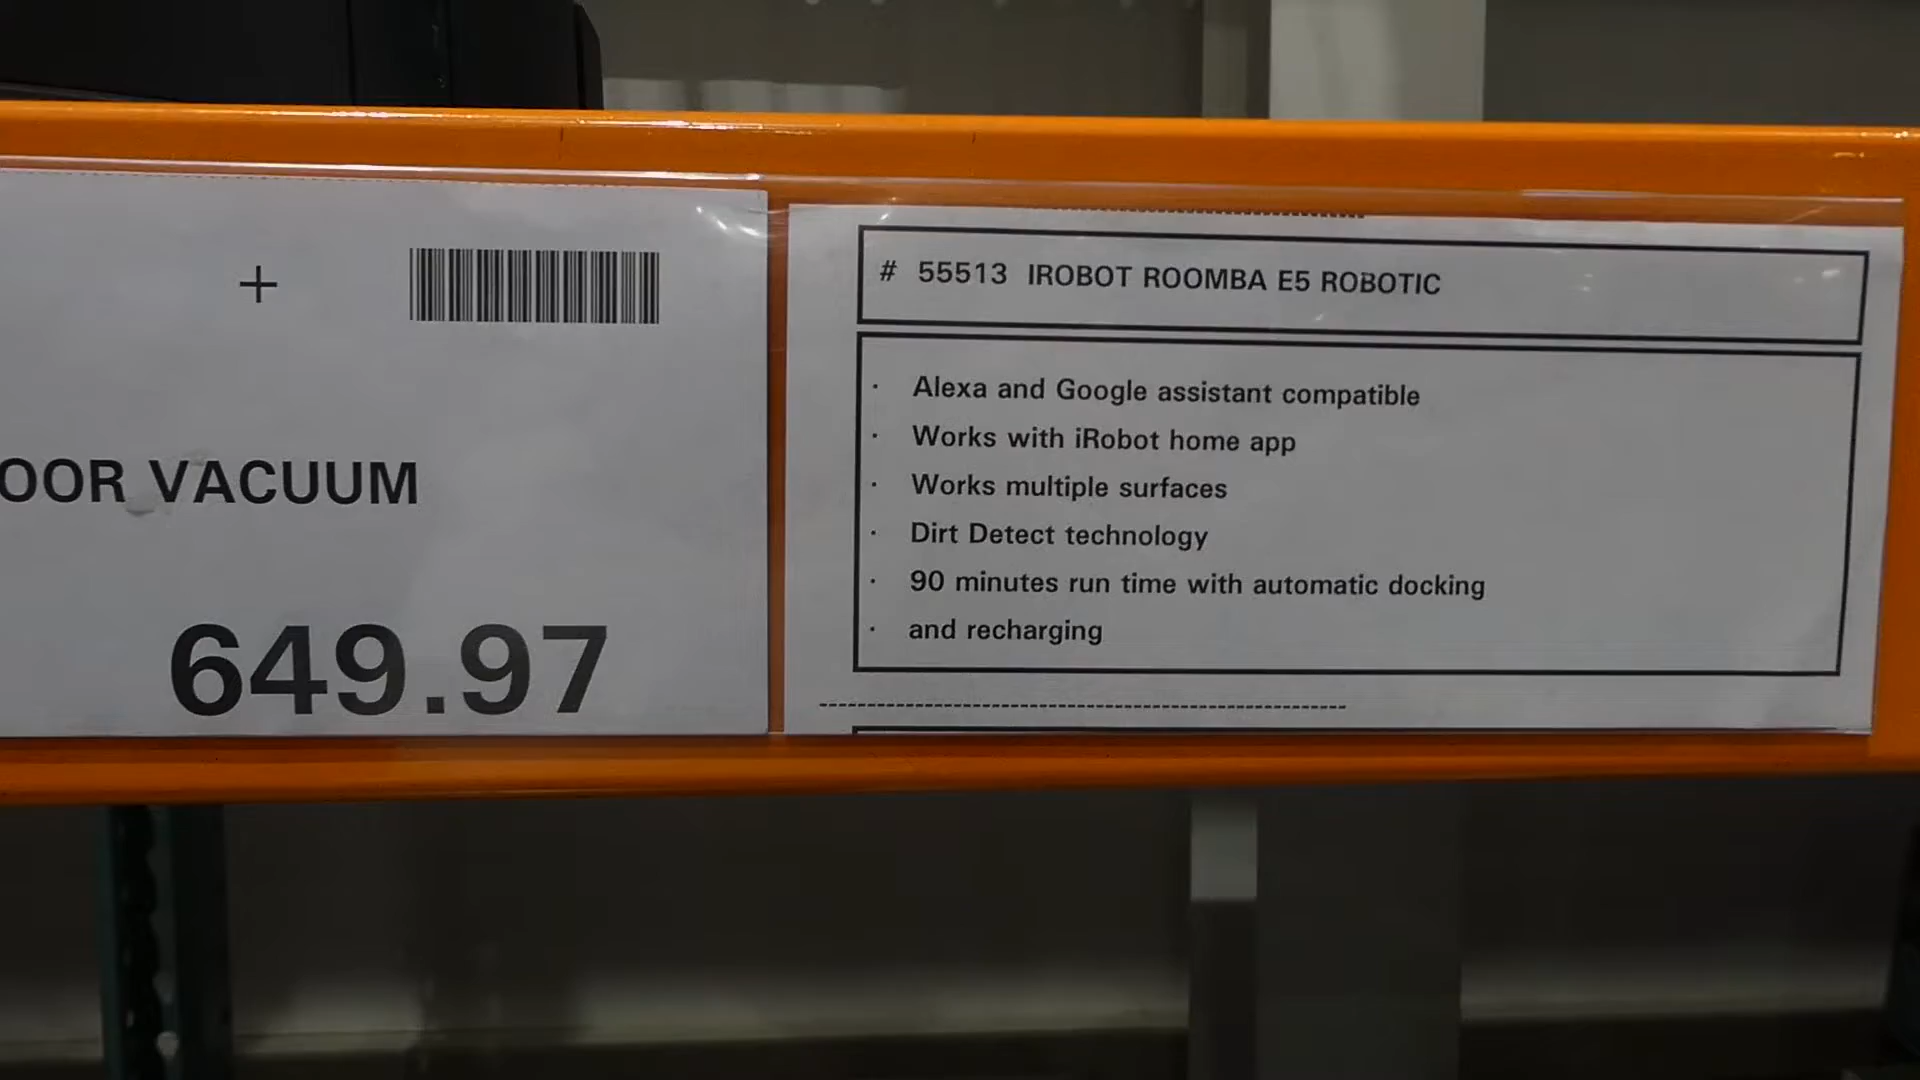 +
OOR VACUUM
649.97
# 55513 IROBOT ROOMBA E5 ROBOTIC
· Alexa and Google assistant compatible
· Works with iRobot home app
· Works multiple surfaces
· Dirt Detect technology
· 90 minutes run time with automatic docking
· and recharging